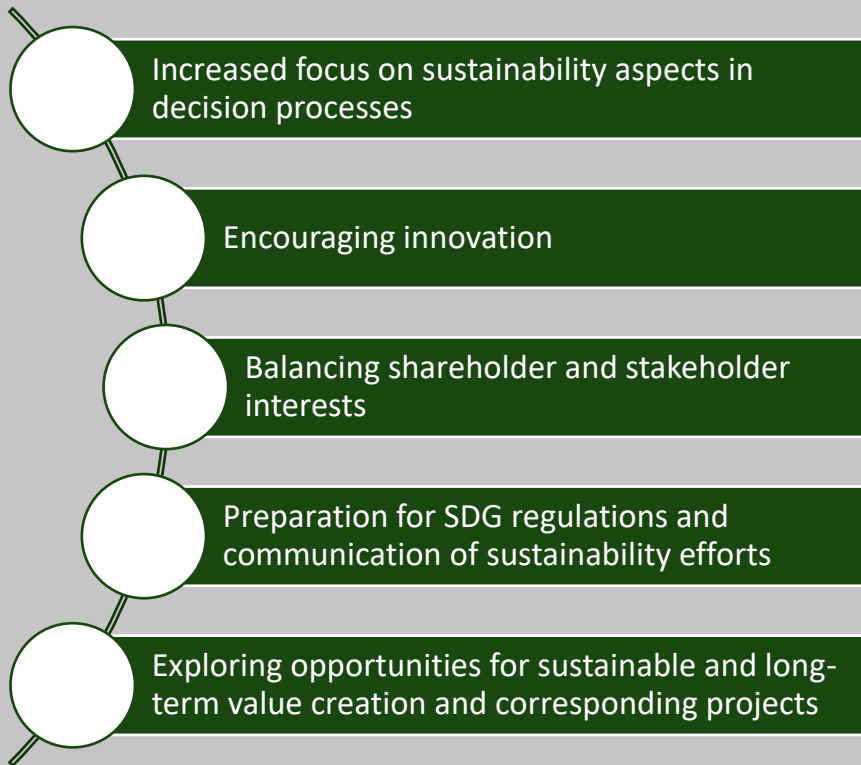 Increased focus on sustainability aspects in
decision processes
Encouraging innovation
Balancing shareholder and stakeholder
interests
Preparation for SDG regulations and
communication of sustainability efforts
Exploring opportunities for sustainable and long-
term value creation and corresponding projects